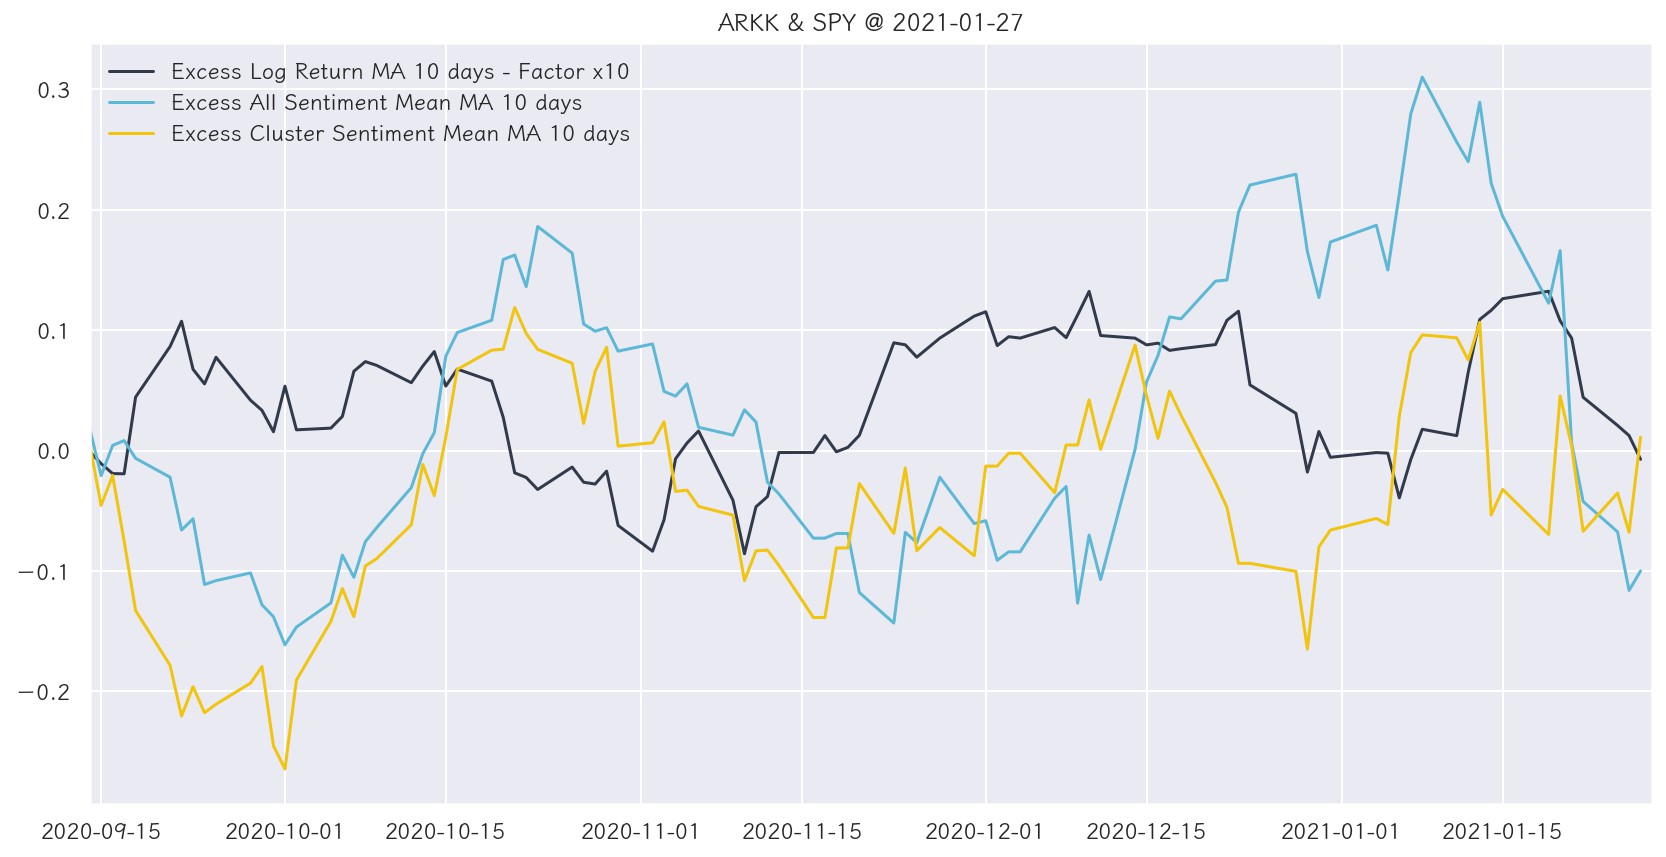 ARKK & SPY @ 2021-01-27
Excess Log Return MA 10 days - Factor x10
Excess All Sentiment Mean MA 10 days
Excess Cluster Sentiment Mean MA 10 days
0.3
0.2
0.1
0.0
−0.1
−0.2
2020-09-15 2020-10-01 2020-10-15 2020-11-01 2020-11-15 2020-12-01 2020-12-15 2021-01-01 2021-01-15